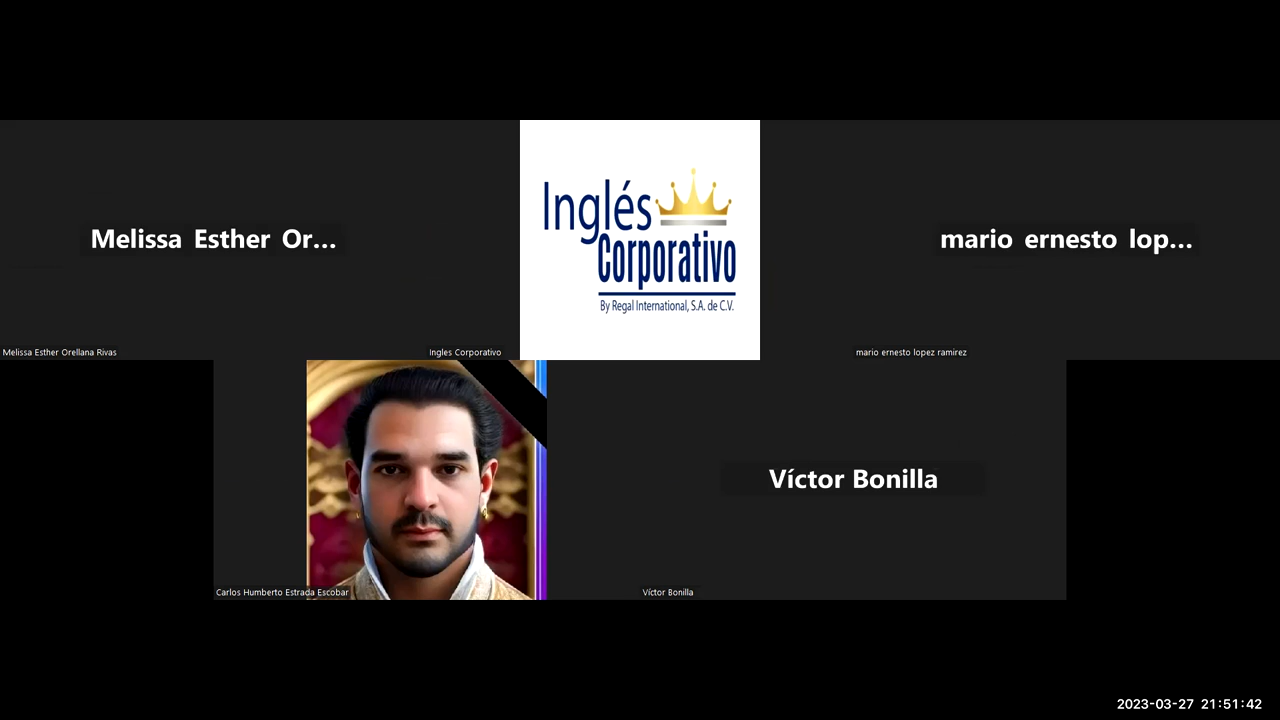 Melissa Esther Or...
Inglés
Corporativo
By Regal International, S.A. de C.V.
mario ernesto lop...
Melissa Esther Orellana Rivas
Ingles Corporativo
mario ernesto lopez ramirez
Víctor Bonilla
Carlos Humberto Estrada Escobar
Víctor Bonilla
2023-03-27 21:51:42